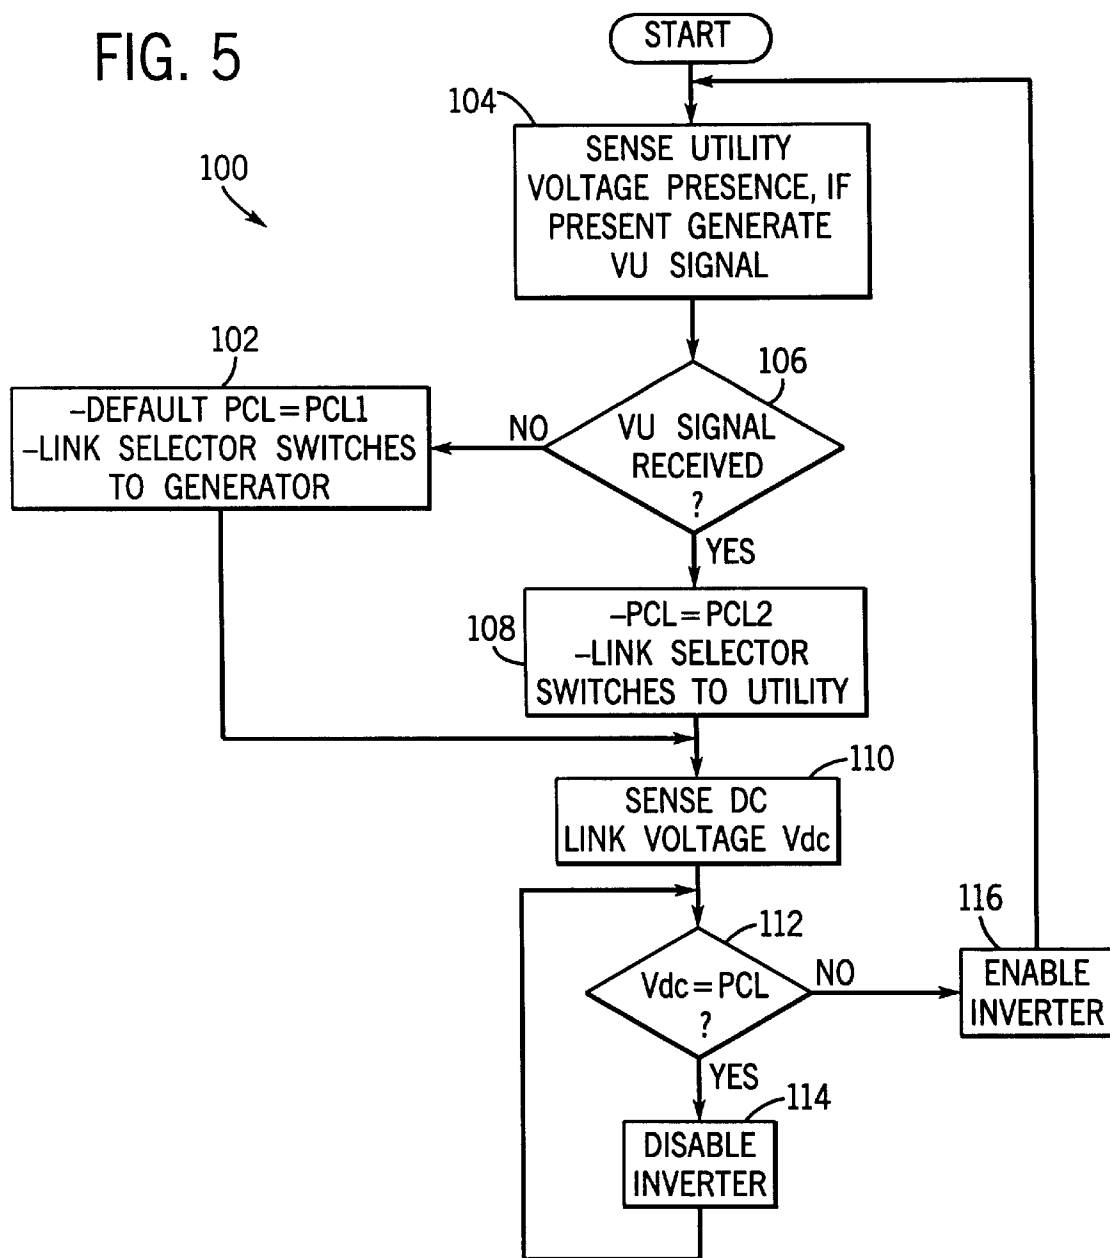 FIG. 5
START
104
SENSE UTILITY
VOLTAGE PRESENCE, IF
PRESENT GENERATE
VU SIGNAL
100
102
-DEFAULT PCL=PCL1
-LINK SELECTOR SWITCHES
TO GENERATOR
106
NO
VU SIGNAL
RECEIVED
?
YES
108
-PCL=PCL2
-LINK SELECTOR
SWITCHES TO UTILITY
110
SENSE DC
LINK VOLTAGE Vdc
112
Vdc=PCL
?
NO
116
ENABLE
INVERTER
YES
114
DISABLE
INVERTER